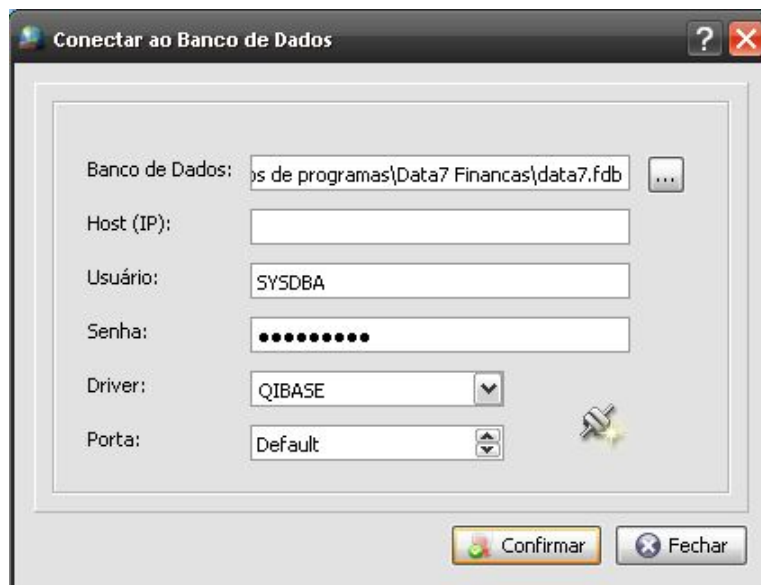 Conectar ao Banco de Dados
Banco de Dados: os de programas\Data7 Financas\data7.fdb ...
Host (IP):
Usuário: SYSDBA
Senha: •••••••••
Driver: QIBASE
Porta: Default
Confirmar Fechar